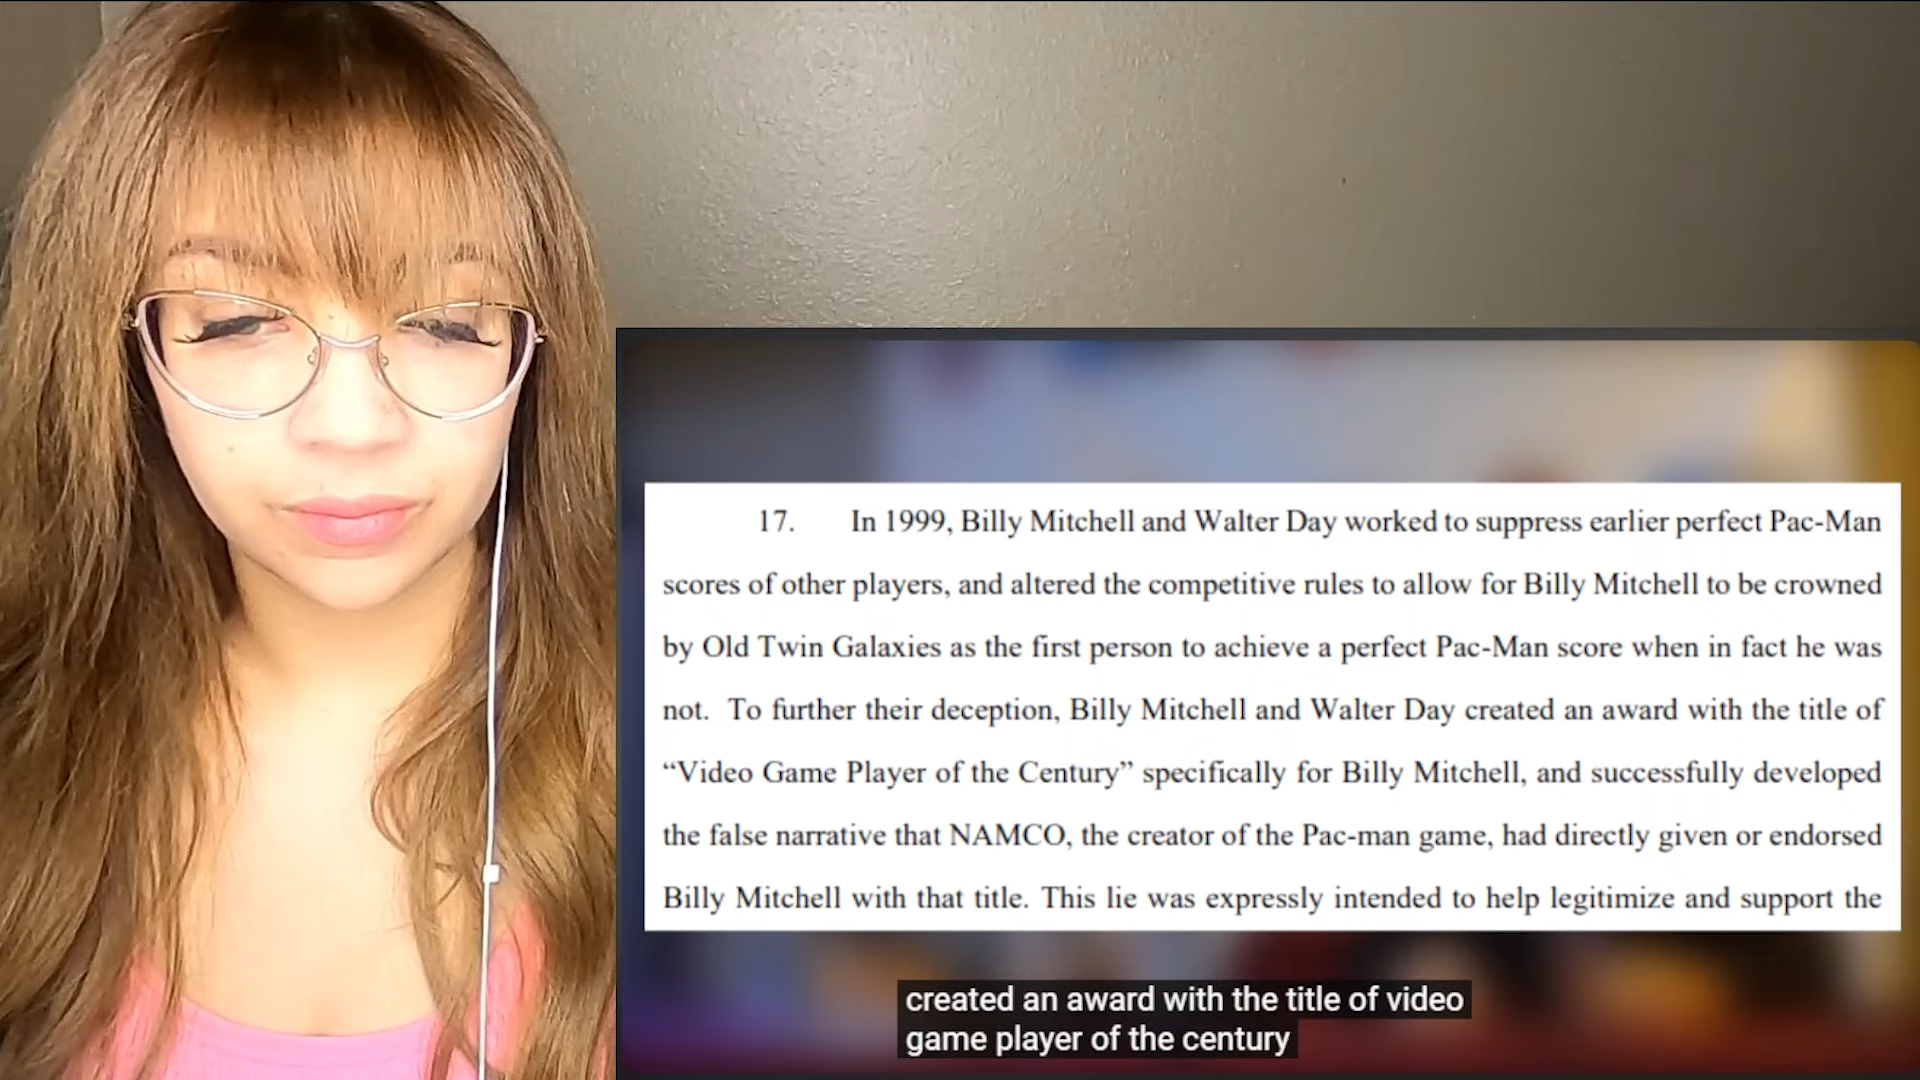 17. In 1999, Billy Mitchell and Walter Day worked to suppress earlier perfect Pac-Man
scores of other players, and altered the competitive rules to allow for Billy Mitchell to be crowned
by Old Twin Galaxies as the first person to achieve a perfect Pac-Man score when in fact he was
not. To further their deception, Billy Mitchell and Walter Day created an award with the title of
“Video Game Player of the Century” specifically for Billy Mitchell, and successfully developed
the false narrative that NAMCO, the creator of the Pac-man game, had directly given or endorsed
Billy Mitchell with that title. This lie was expressly intended to help legitimize and support the
created an award with the title of video
game player of the century